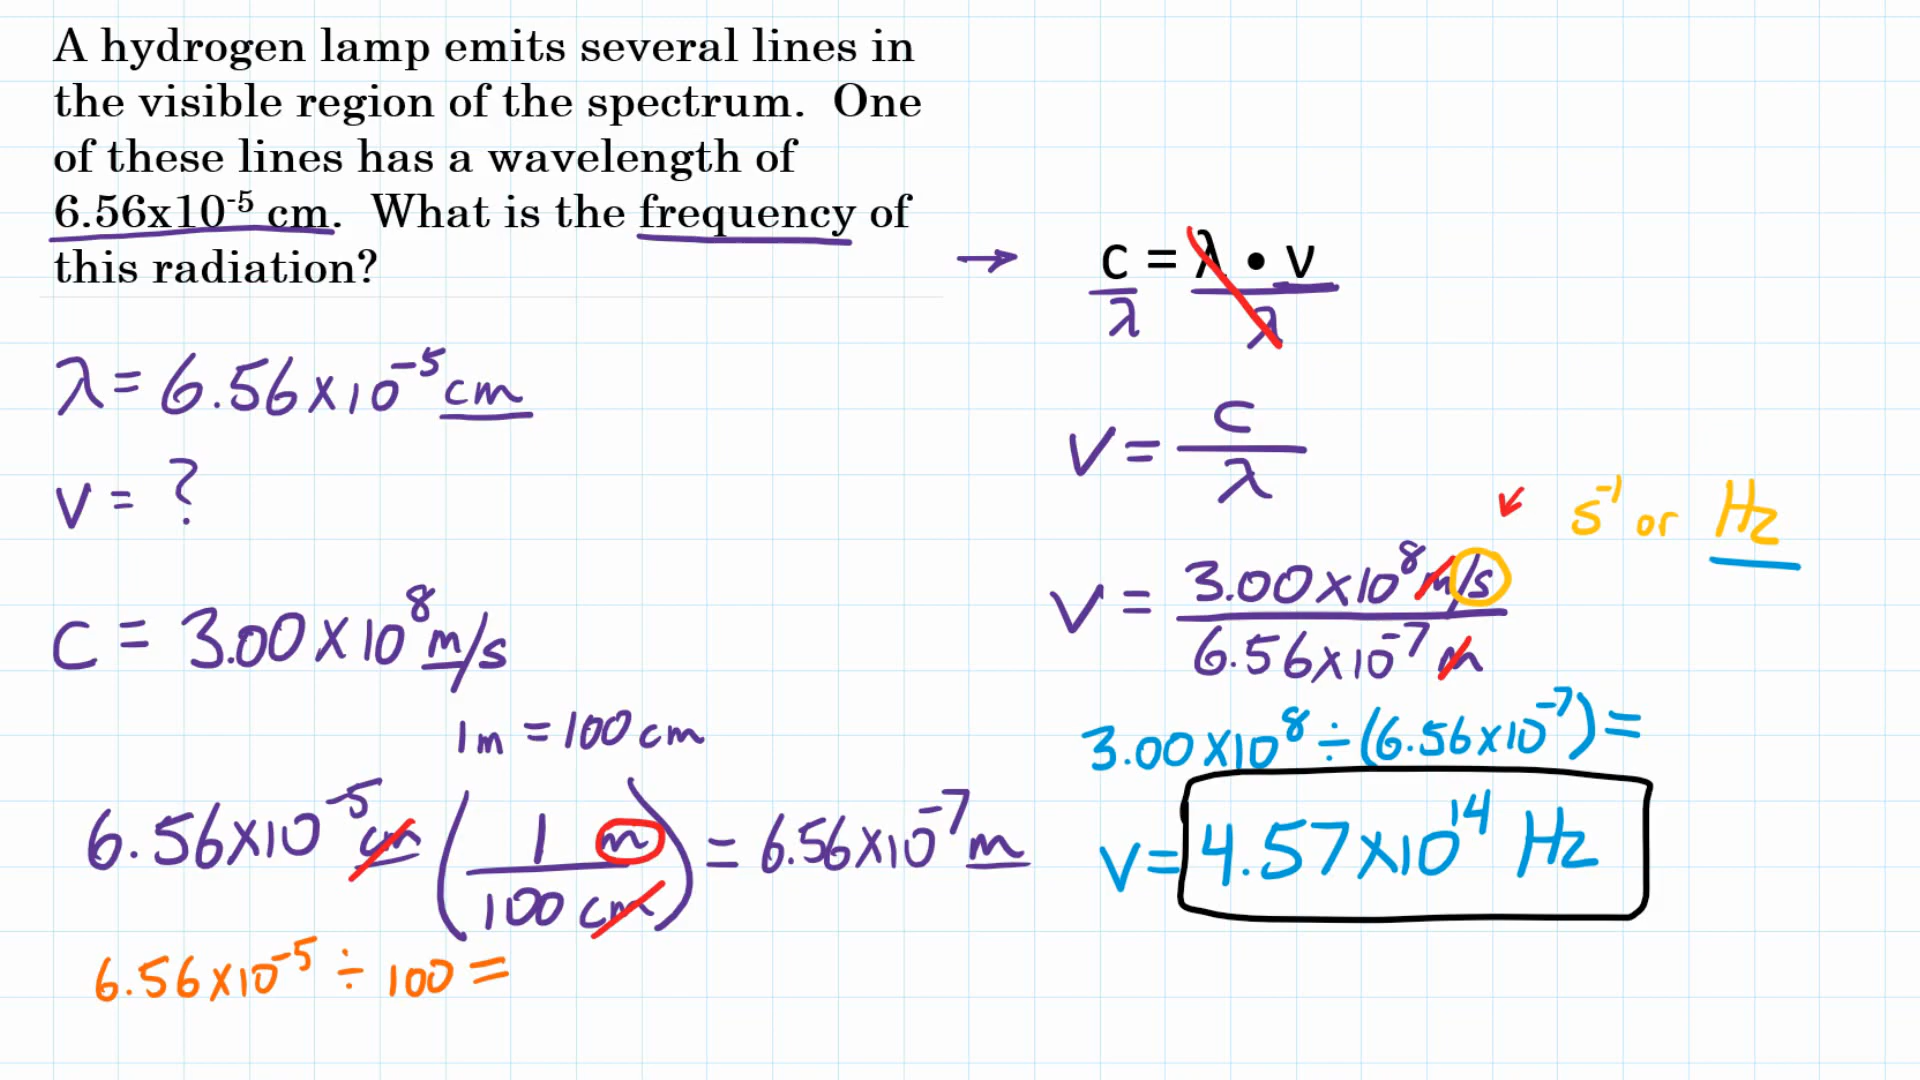 A hydrogen lamp emits several lines in
the visible region of the spectrum. One
of these lines has a wavelength of
6.56x10⁻⁵ cm. What is the frequency of
this radiation?
λ = 6.56x10⁻⁵ cm
ν = ?
c = 3.00x10⁸ m/s
1m = 100 cm
6.56x10⁻⁵ cm (1 m / 100 cm) = 6.56x10⁻⁷ m
6.56x10⁻⁵ ÷ 100 =
→ c/λ = λ • ν/λ
ν = c/λ
s⁻¹ or Hz
ν = 3.00x10⁸ m/s / 6.56x10⁻⁷ m
3.00x10⁸ ÷ (6.56x10⁻⁷) =
ν = 4.57x10¹⁴ Hz